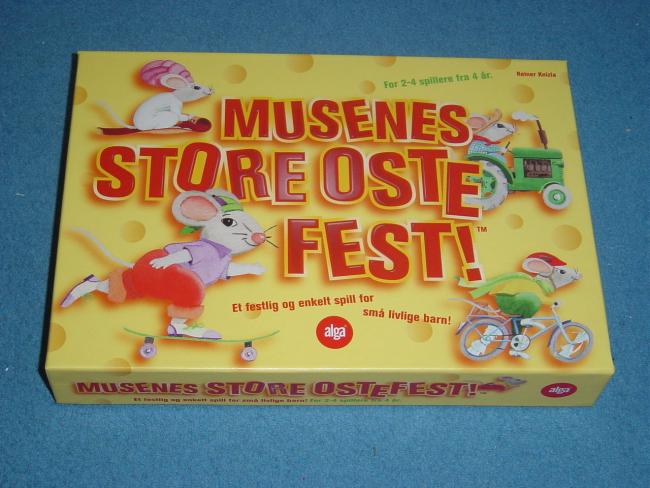 For 2-4 spillere fra 4 år.
Reiner Knizia
MUSENES
STORE OSTE
FEST!™
Et festlig og enkelt spill for
små livlige barn!
alga
MUSENES STORE OSTEFEST!™
Et festlig og enkelt spill for små livlige barn! For 2-4 spillere fra 4 år.
alga